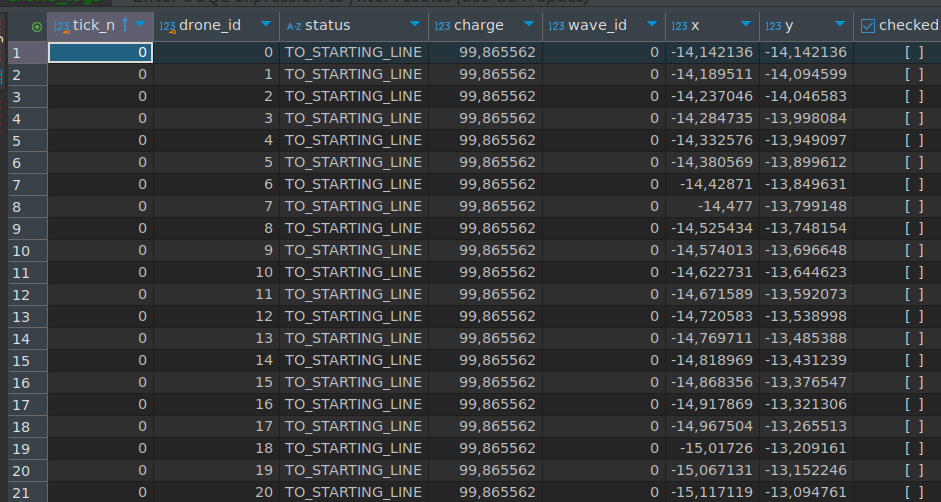 tick_n drone_id status charge wave_id x y checked
1 0 0 TO_STARTING_LINE 99,865562 0 -14,142136 -14,142136 [ ]
2 0 1 TO_STARTING_LINE 99,865562 0 -14,189511 -14,094599 [ ]
3 0 2 TO_STARTING_LINE 99,865562 0 -14,237046 -14,046583 [ ]
4 0 3 TO_STARTING_LINE 99,865562 0 -14,284735 -13,998084 [ ]
5 0 4 TO_STARTING_LINE 99,865562 0 -14,332576 -13,949097 [ ]
6 0 5 TO_STARTING_LINE 99,865562 0 -14,380569 -13,899612 [ ]
7 0 6 TO_STARTING_LINE 99,865562 0 -14,42871 -13,849631 [ ]
8 0 7 TO_STARTING_LINE 99,865562 0 -14,477 -13,799148 [ ]
9 0 8 TO_STARTING_LINE 99,865562 0 -14,525434 -13,748154 [ ]
10 0 9 TO_STARTING_LINE 99,865562 0 -14,574013 -13,696648 [ ]
11 0 10 TO_STARTING_LINE 99,865562 0 -14,622731 -13,644623 [ ]
12 0 11 TO_STARTING_LINE 99,865562 0 -14,671589 -13,592073 [ ]
13 0 12 TO_STARTING_LINE 99,865562 0 -14,720583 -13,538998 [ ]
14 0 13 TO_STARTING_LINE 99,865562 0 -14,769711 -13,485388 [ ]
15 0 14 TO_STARTING_LINE 99,865562 0 -14,818969 -13,431239 [ ]
16 0 15 TO_STARTING_LINE 99,865562 0 -14,868356 -13,376547 [ ]
17 0 16 TO_STARTING_LINE 99,865562 0 -14,917869 -13,321306 [ ]
18 0 17 TO_STARTING_LINE 99,865562 0 -14,967504 -13,265513 [ ]
19 0 18 TO_STARTING_LINE 99,865562 0 -15,01726 -13,209161 [ ]
20 0 19 TO_STARTING_LINE 99,865562 0 -15,067131 -13,152246 [ ]
21 0 20 TO_STARTING_LINE 99,865562 0 -15,117119 -13,094761 [ ]